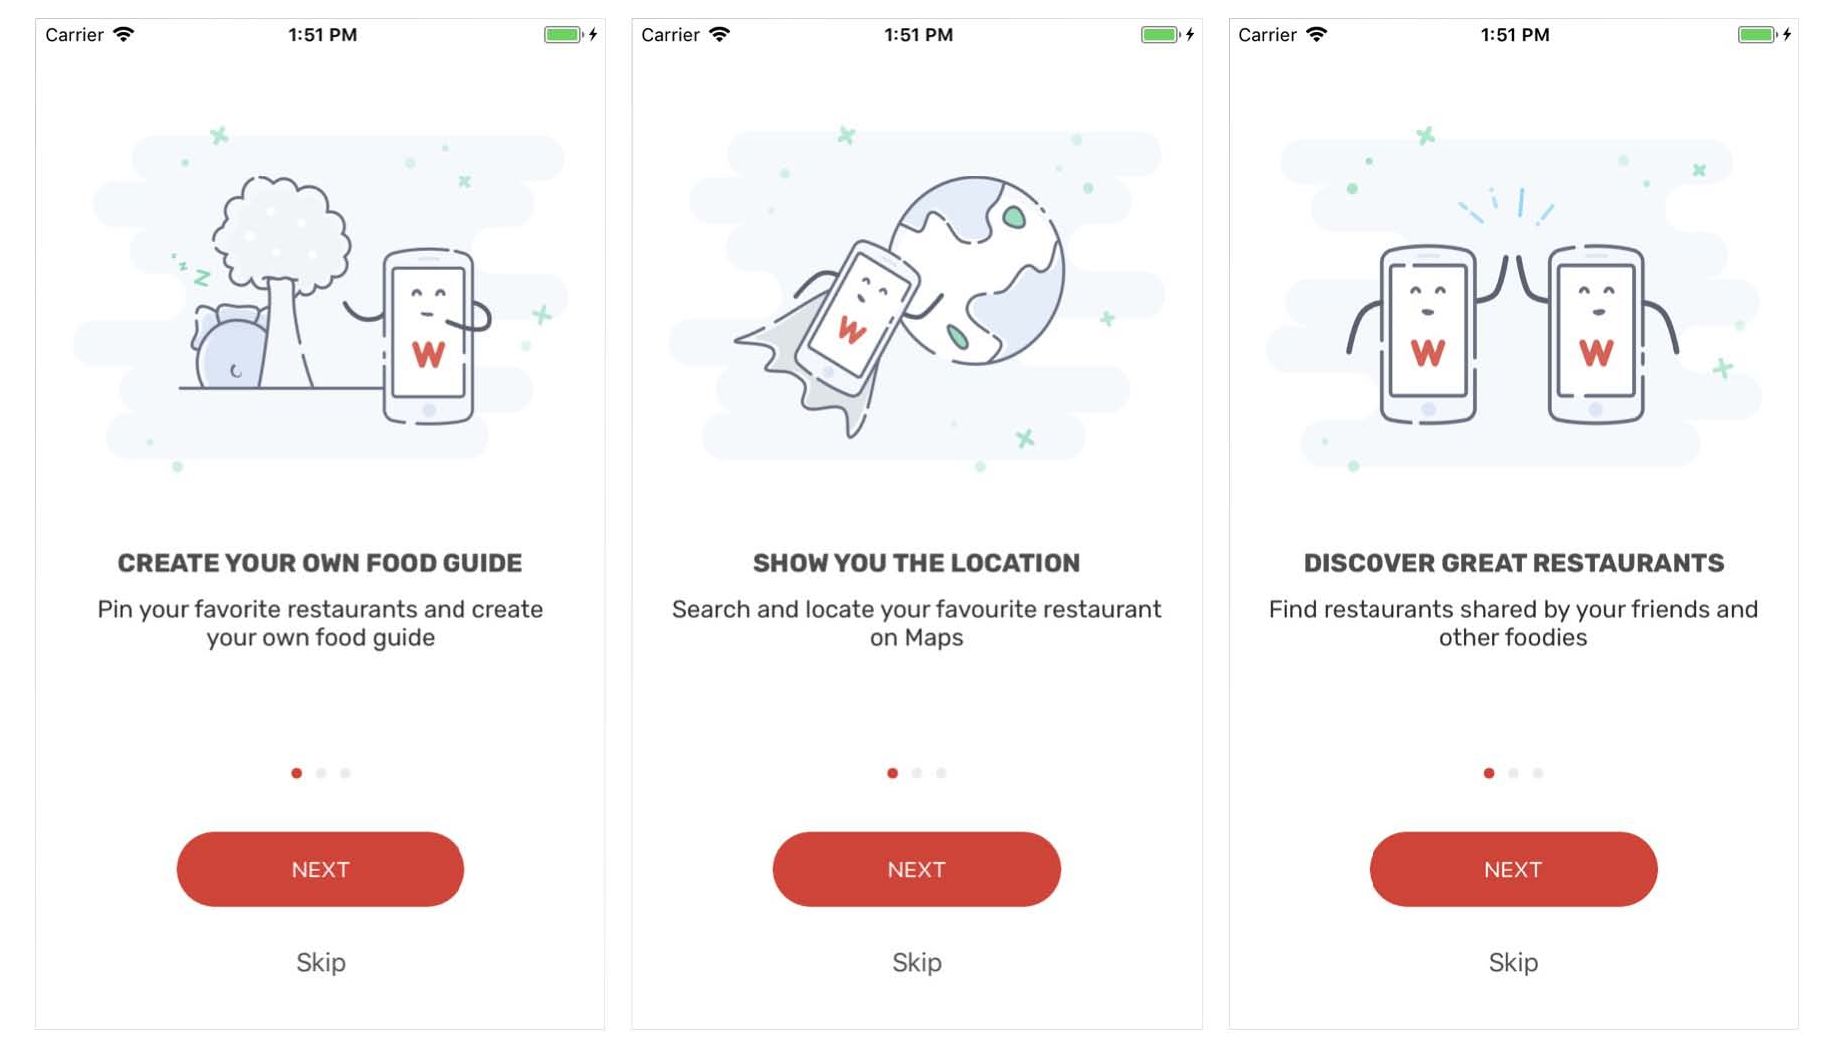 Carrier 1:51 PM
z z Z
W
CREATE YOUR OWN FOOD GUIDE
Pin your favorite restaurants and create
your own food guide
NEXT
Skip
Carrier 1:51 PM
W
SHOW YOU THE LOCATION
Search and locate your favourite restaurant
on Maps
NEXT
Skip
Carrier 1:51 PM
W W
DISCOVER GREAT RESTAURANTS
Find restaurants shared by your friends and
other foodies
NEXT
Skip